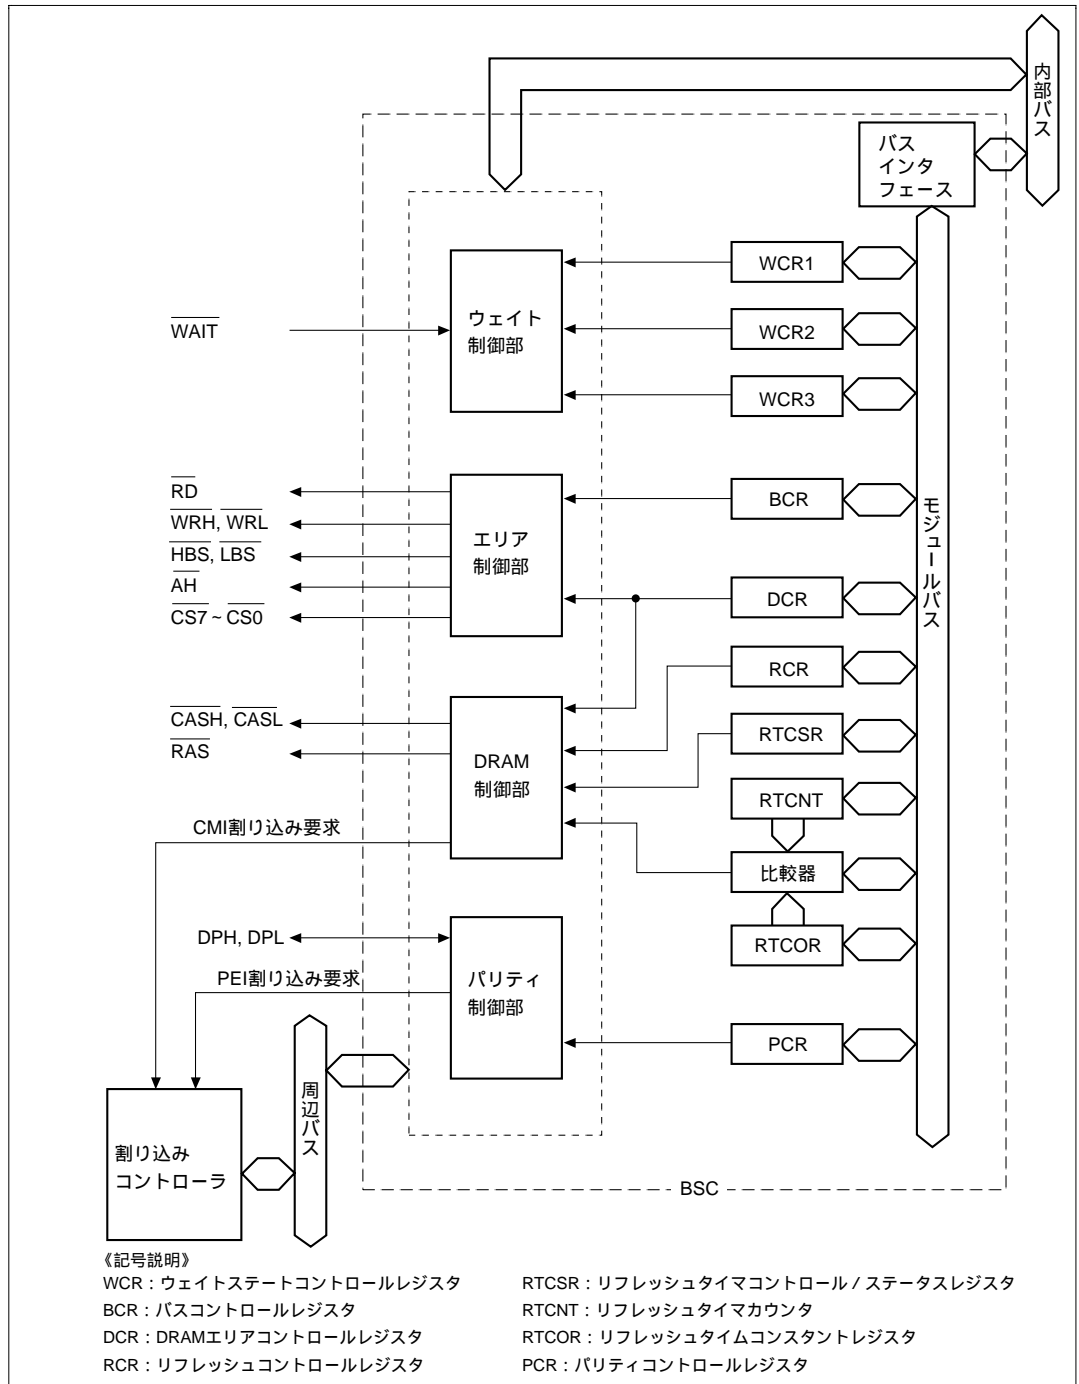 内部バス
バス
インタ
フェース
WCR1
ウェイト
制御部
WAIT
WCR2
WCR3
モジュールバス
RD
WRH, WRL
HBS, LBS
AH
CS7 ~ CS0
エリア
制御部
BCR
DCR
RCR
CASH, CASL
RAS
DRAM
制御部
RTCSR
RTCNT
CMI割り込み要求
比較器
DPH, DPL
RTCOR
PEI割り込み要求
パリティ
制御部
PCR
周辺バス
割り込み
コントローラ
BSC
《記号説明》
WCR：ウェイトステートコントロールレジスタ
BCR：バスコントロールレジスタ
DCR：DRAMエリアコントロールレジスタ
RCR：リフレッシュコントロールレジスタ
RTCSR：リフレッシュタイマコントロール / ステータスレジスタ
RTCNT：リフレッシュタイマカウンタ
RTCOR：リフレッシュタイムコンスタントレジスタ
PCR：パリティコントロールレジスタ